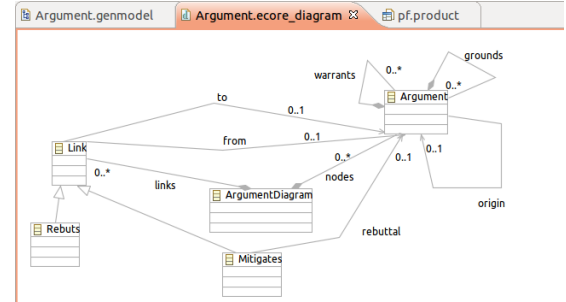 Argument.genmodel Argument.ecore_diagram pf.product
grounds
warrants 0..* 0..*
to Argument
0..1
from 0..1 0..1
Link
0..* 0..* 0..1
links nodes
ArgumentDiagram
origin
Rebuts rebuttal
Mitigates